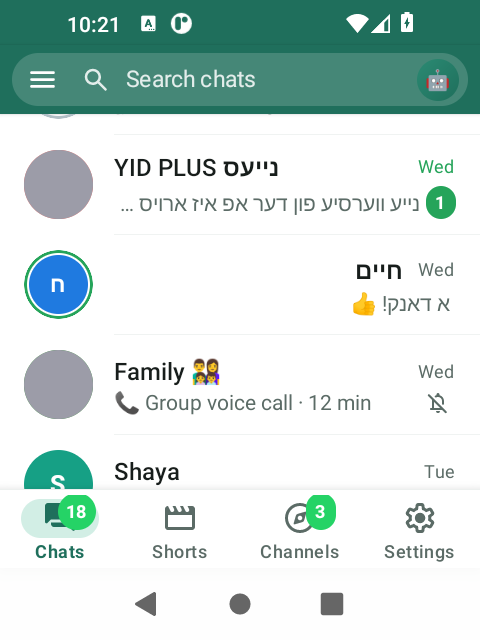 10:21
Search chats
YID PLUS נייעס
Wed
נייע ווערסיע פון דער אפ איז ארויס ...
1
ח
חיים
Wed
א דאנק! 👍
Family 👨‍👩‍👧‍👦
Wed
📞 Group voice call · 12 min
S
Shaya
Tue
18
3
Chats
Shorts
Channels
Settings